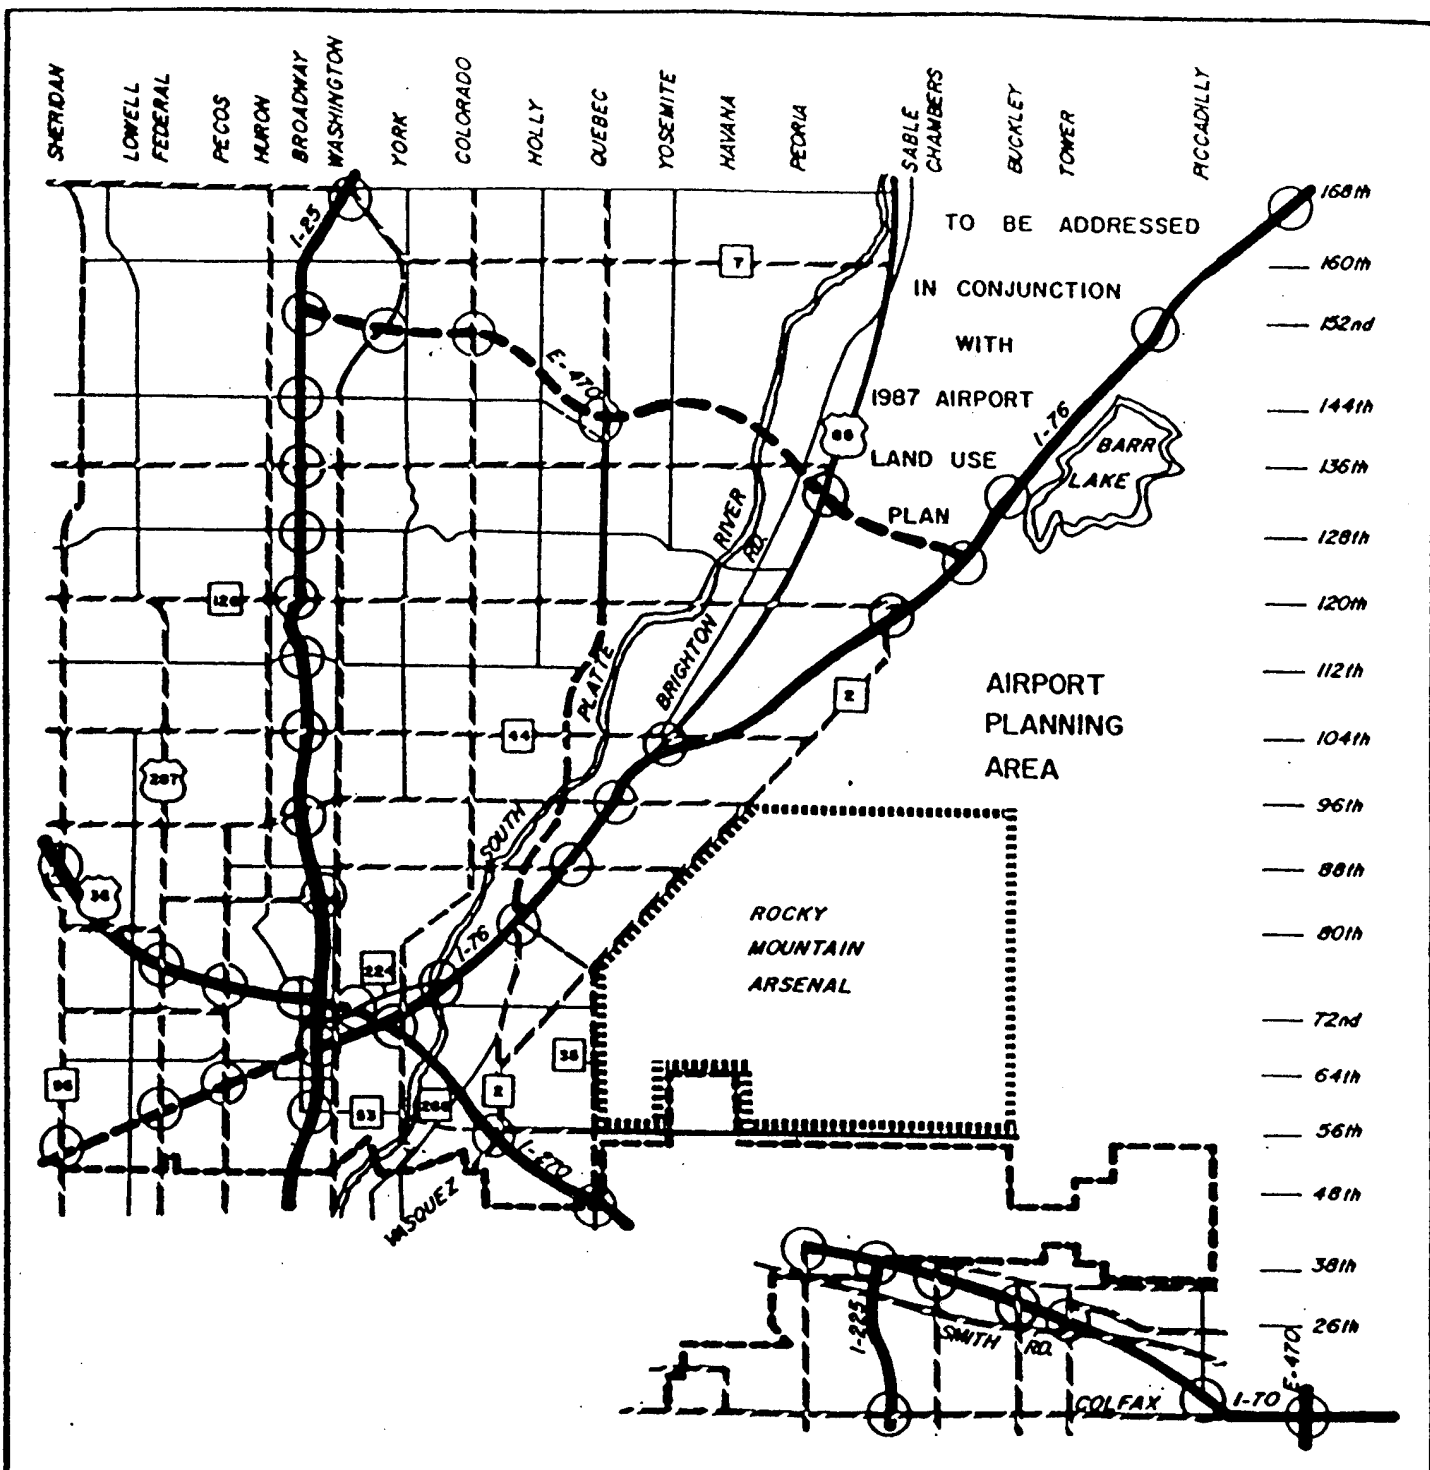 SHERIDAN
LOWELL
FEDERAL
PECOS
HURON
BROADWAY
WASHINGTON
YORK
COLORADO
HOLLY
QUEBEC
YOSEMITE
HAVANA
PEORIA
SABLE
CHAMBERS
BUCKLEY
TOWER
PICCADILLY
168th
I-25
TO BE ADDRESSED
7
160th
IN CONJUNCTION
152nd
WITH
E-470
1987 AIRPORT
144th
I-76
85
BARR
LAND USE
136th
LAKE
RIVER
PLAN
128th
RD.
128
120th
BRIGHTON
PLATTE
112th
AIRPORT
2
PLANNING
44
104th
AREA
287
96th
SOUTH
88th
36
ROCKY
80th
MOUNTAIN
I-76
224
ARSENAL
72nd
38
64th
95
2
53
265
56th
I-270
48th
VASQUEZ
38th
I-225
SMITH RD.
26th
E-470
COLFAX
I-70